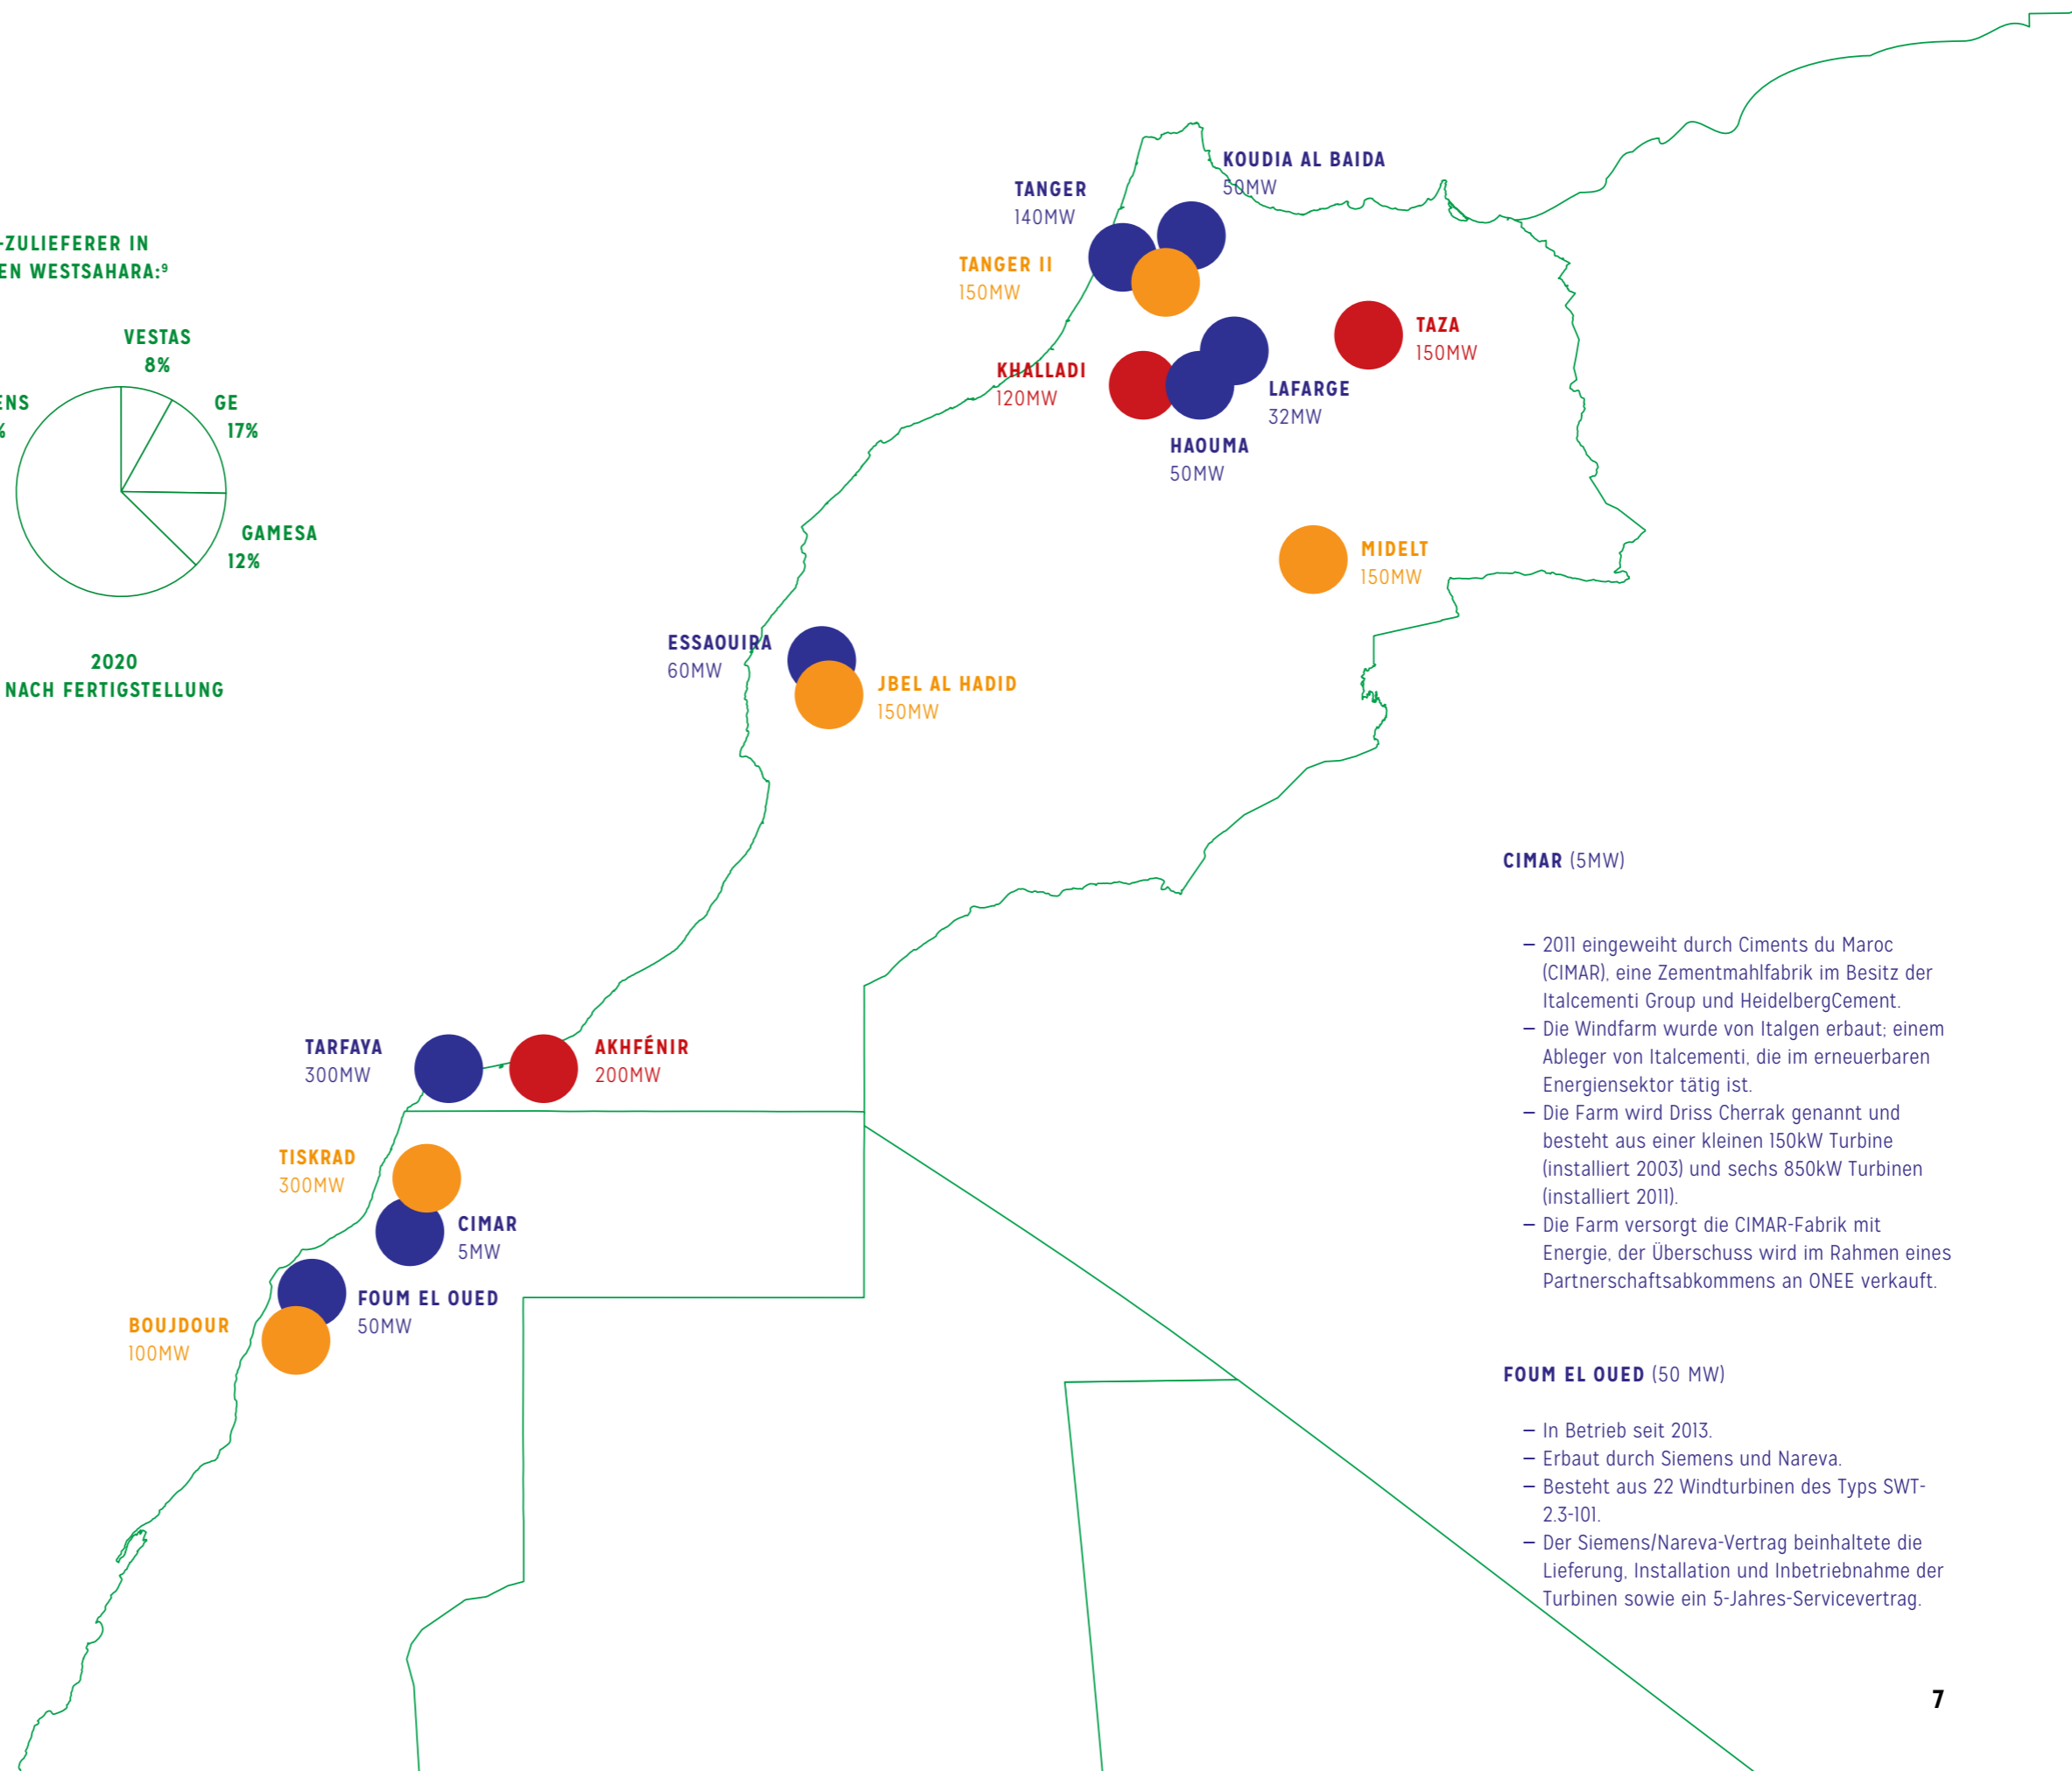 -ZULIEFERER IN
EN WESTSAHARA:⁹
VESTAS
8%
ENS
%
GE
17%
GAMESA
12%
2020
NACH FERTIGSTELLUNG
KOUDIA AL BAIDA
50MW
TANGER
140MW
TANGER II
150MW
TAZA
150MW
KHALLADI
120MW
LAFARGE
32MW
HAOUMA
50MW
MIDELT
150MW
ESSAOUIRA
60MW
JBEL AL HADID
150MW
TARFAYA
300MW
AKHFÉNIR
200MW
TISKRAD
300MW
CIMAR
5MW
FOUM EL OUED
50MW
BOUJDOUR
100MW
CIMAR (5MW)
– 2011 eingeweiht durch Ciments du Maroc
(CIMAR), eine Zementmahlfabrik im Besitz der
Italcementi Group und HeidelbergCement.
– Die Windfarm wurde von Italgen erbaut; einem
Ableger von Italcementi, die im erneuerbaren
Energiensektor tätig ist.
– Die Farm wird Driss Cherrak genannt und
besteht aus einer kleinen 150kW Turbine
(installiert 2003) und sechs 850kW Turbinen
(installiert 2011).
– Die Farm versorgt die CIMAR-Fabrik mit
Energie, der Überschuss wird im Rahmen eines
Partnerschaftsabkommens an ONEE verkauft.
FOUM EL OUED (50 MW)
– In Betrieb seit 2013.
– Erbaut durch Siemens und Nareva.
– Besteht aus 22 Windturbinen des Typs SWT-
2.3-101.
– Der Siemens/Nareva-Vertrag beinhaltete die
Lieferung, Installation und Inbetriebnahme der
Turbinen sowie ein 5-Jahres-Servicevertrag.
7